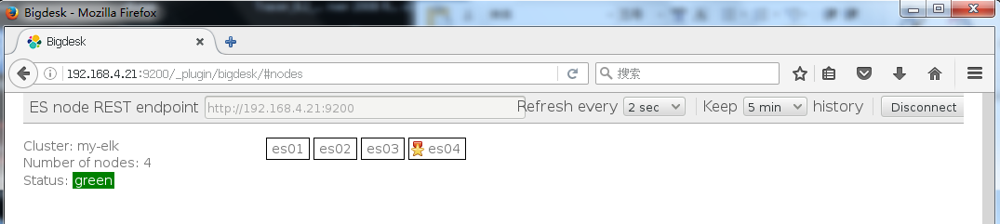 Bigdesk - Mozilla Firefox
Bigdesk
192.168.4.21:9200/_plugin/bigdesk/#nodes
搜索
ES node REST endpoint http://192.168.4.21:9200 Refresh every 2 sec Keep 5 min history Disconnect
Cluster: my-elk
Number of nodes: 4
Status: green
es01 es02 es03 es04